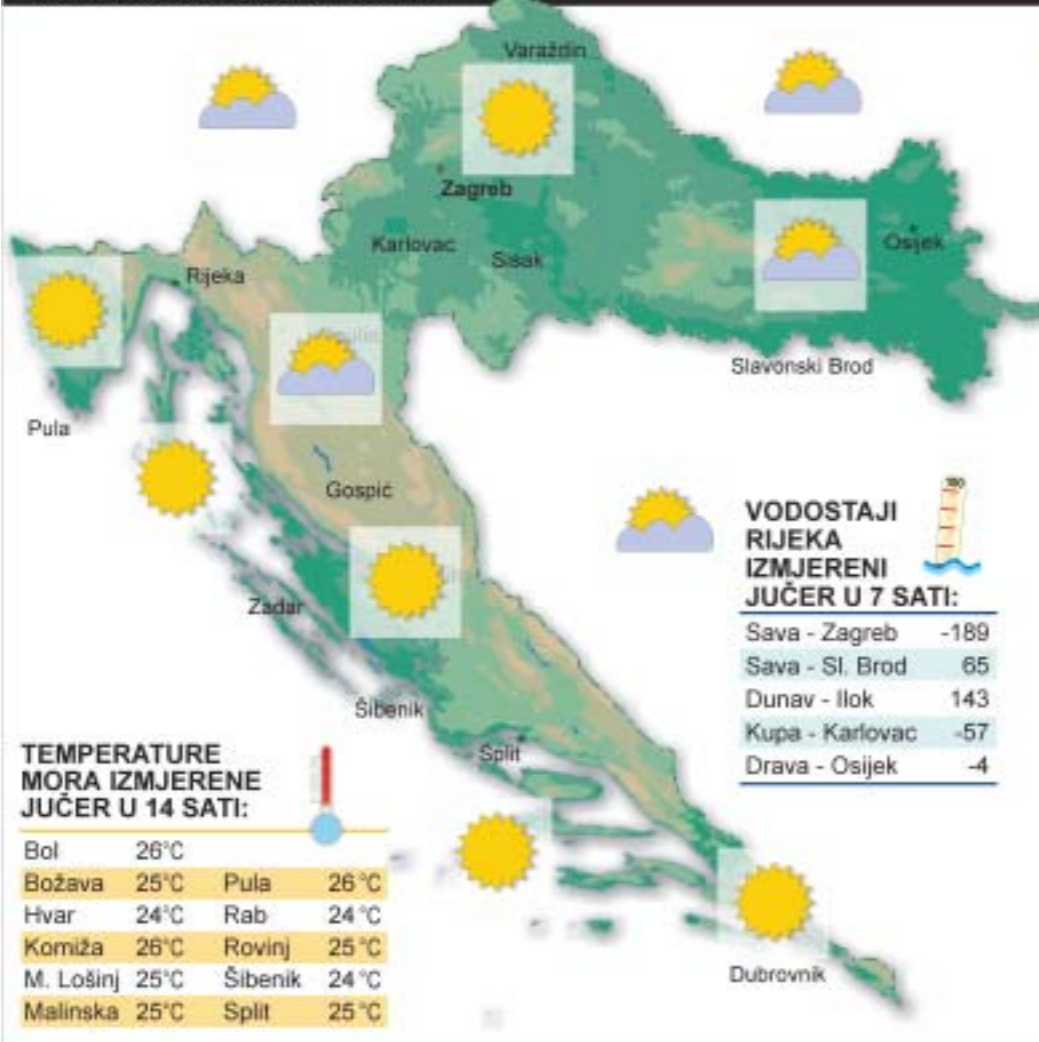 Varaždin
Zagreb
Karlovac
Sisak
Osijek
Rijeka
Slavonski Brod
Pula
Gospić
Zadar
Šibenik
Split
Dubrovnik
VODOSTAJI
RIJEKA
IZMJERENI
JUČER U 7 SATI:
Sava - Zagreb -189
Sava - Sl. Brod 65
Dunav - Ilok 143
Kupa - Karlovac -57
Drava - Osijek -4
TEMPERATURE
MORA IZMJERENE
JUČER U 14 SATI:
Bol 26°C
Božava 25°C Pula 26°C
Hvar 24°C Rab 24°C
Komiža 26°C Rovinj 25°C
M. Lošinj 25°C Šibenik 24°C
Malinska 25°C Split 25°C